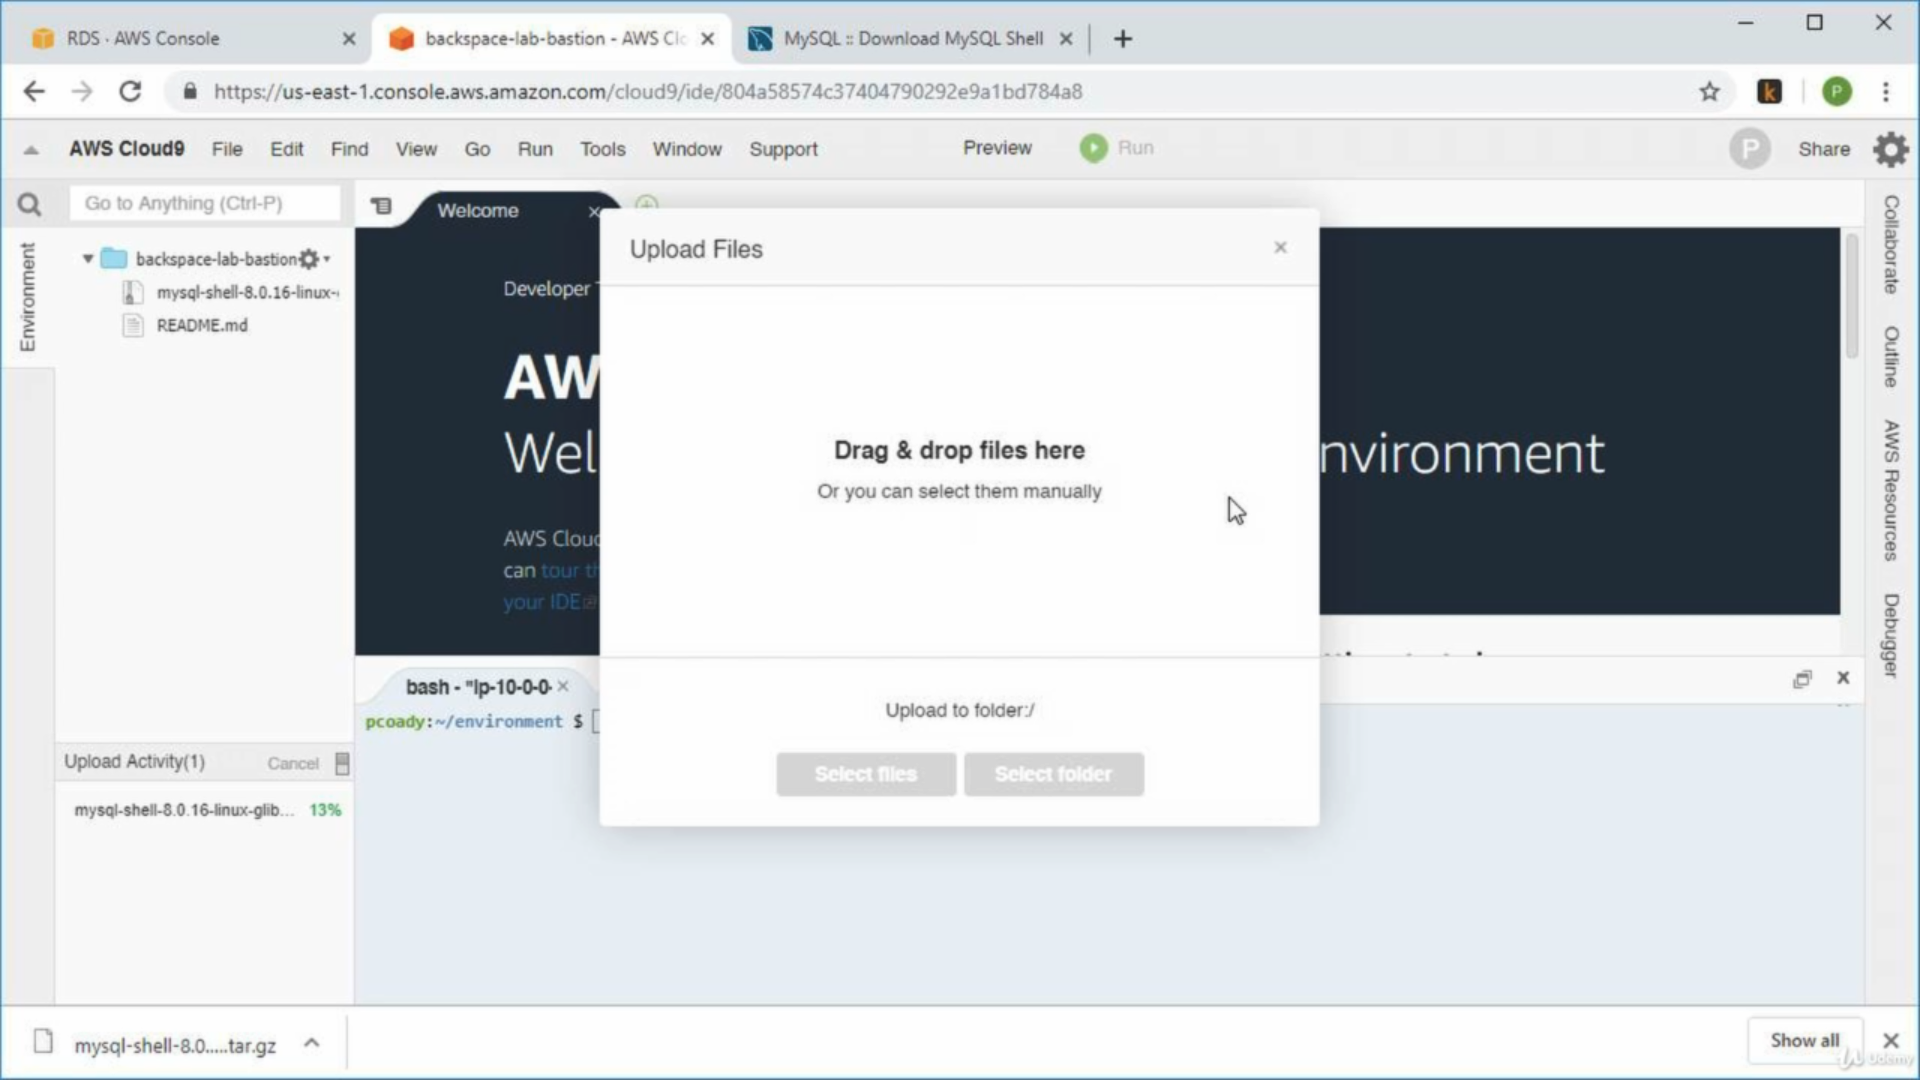 RDS · AWS Console
backspace-lab-bastion - AWS Clo
MySQL :: Download MySQL Shell
https://us-east-1.console.aws.amazon.com/cloud9/ide/804a58574c37404790292e9a1bd784a8
k
P
AWS Cloud9 File Edit Find View Go Run Tools Window Support Preview Run P Share
Go to Anything (Ctrl-P)
Welcome
Upload Files
Environment
backspace-lab-bastion
mysql-shell-8.0.16-linux-
README.md
Developer
AW
Wel
nvironment
AWS Cloud
can tour th
your IDE
Drag & drop files here
Or you can select them manually
Upload to folder:/
Select files Select folder
Collaborate
Outline
AWS Resources
Debugger
bash - "ip-10-0-0-
pcoady:~/environment $
Upload Activity(1) Cancel
mysql-shell-8.0.16-linux-glib... 13%
mysql-shell-8.0.....tar.gz
Show all
Udemy